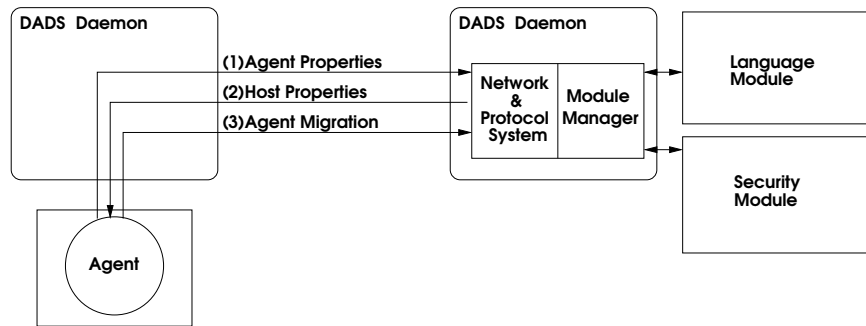 DADS Daemon
DADS Daemon
(1)Agent Properties
(2)Host Properties
(3)Agent Migration
Network
&
Protocol
System
Module
Manager
Language
Module
Security
Module
Agent